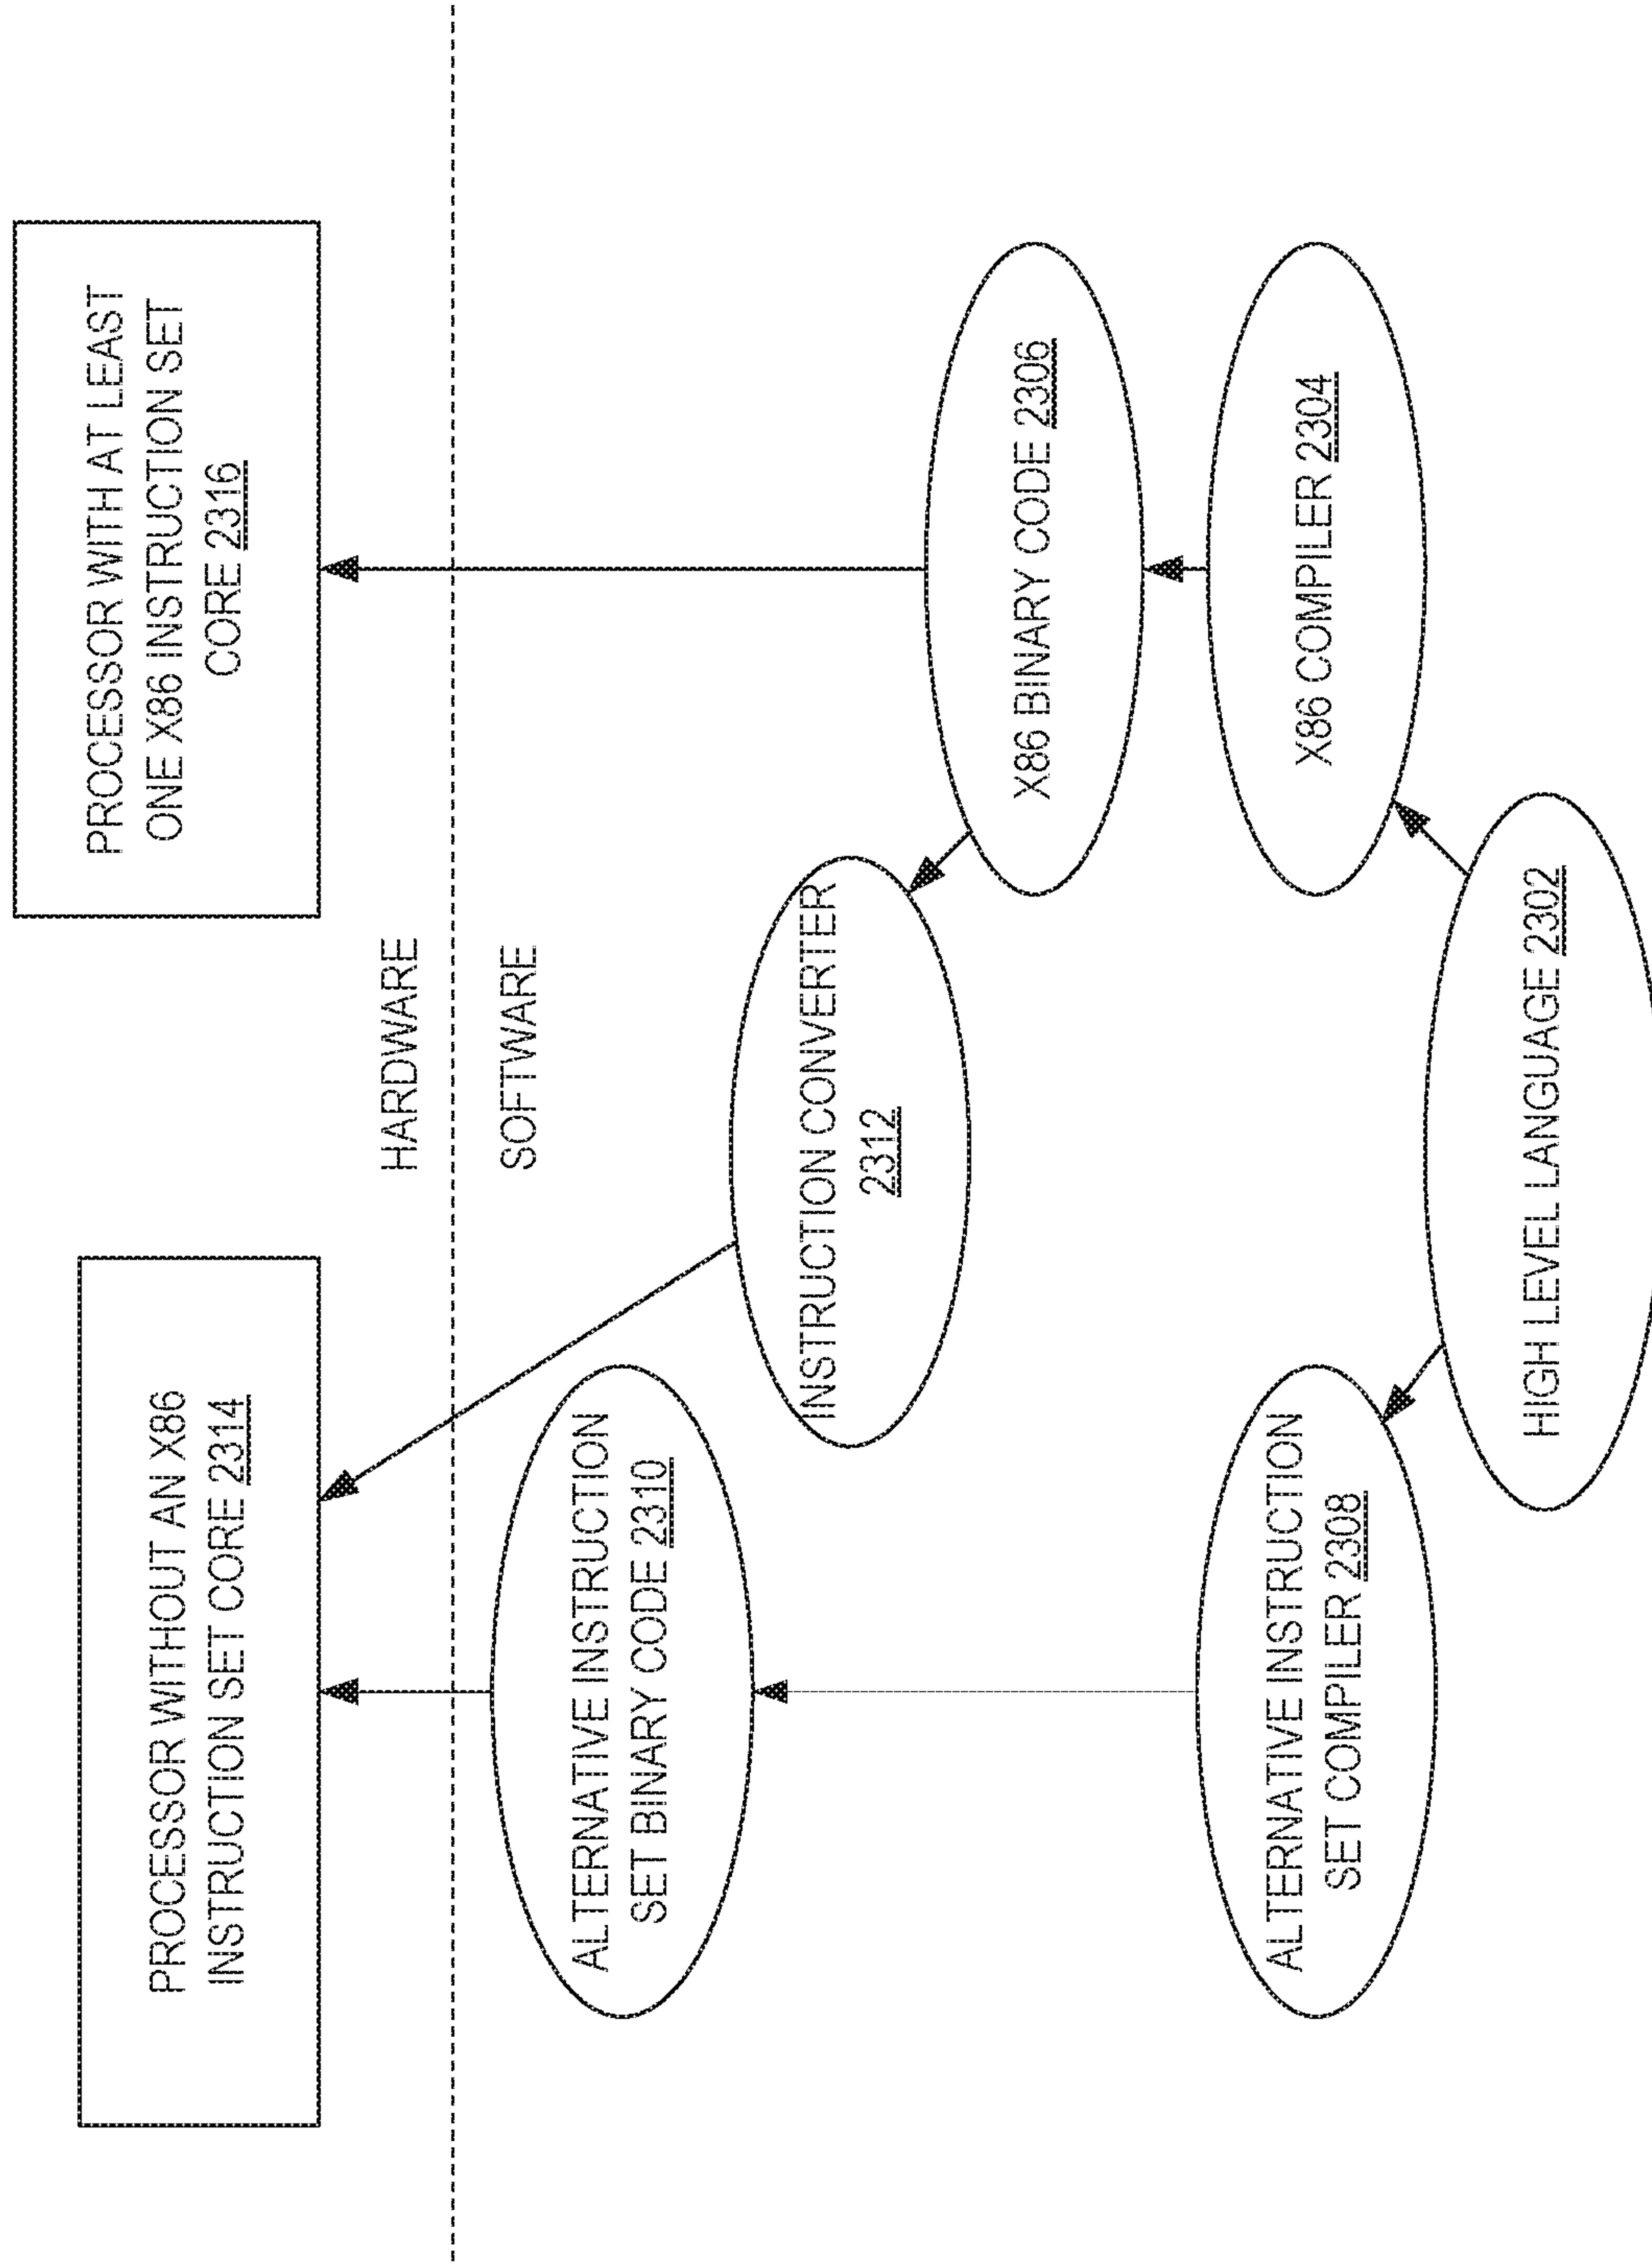 PROCESSOR WITHOUT AN X86
INSTRUCTION SET CORE 2314
PROCESSOR WITH AT LEAST
ONE X86 INSTRUCTION SET
CORE 2316
HARDWARE
SOFTWARE
ALTERNATIVE INSTRUCTION
SET BINARY CODE 2310
INSTRUCTION CONVERTER
2312
X86 BINARY CODE 2306
ALTERNATIVE INSTRUCTION
SET COMPILER 2308
X86 COMPILER 2304
HIGH LEVEL LANGUAGE 2302